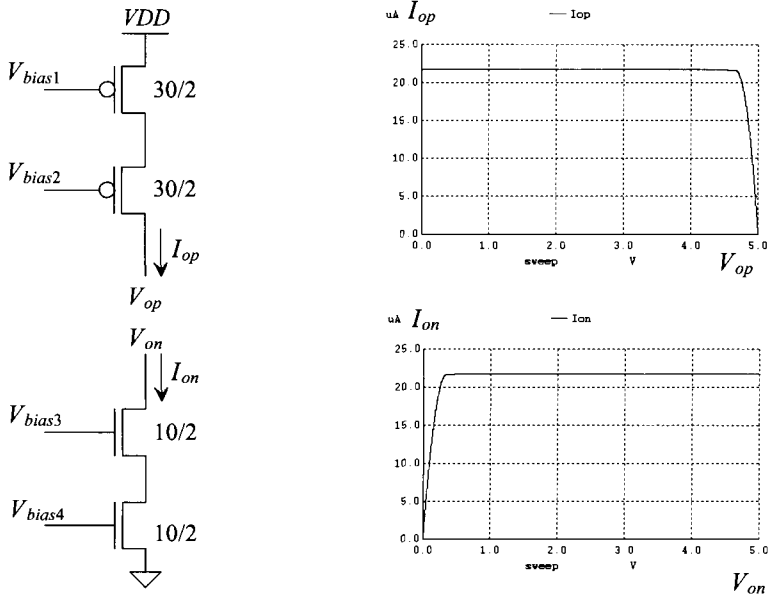 VDD
V_bias1
30/2
V_bias2
30/2
I_op
V_op
V_on
I_on
V_bias3
10/2
V_bias4
10/2
uA I_op
Iop
25.0
20.0
15.0
10.0
5.0
0.0
0.0 1.0 2.0 3.0 4.0 5.0
sweep V V_op
uA I_on
Ion
25.0
20.0
15.0
10.0
5.0
0.0
0.0 1.0 2.0 3.0 4.0 5.0
sweep V
V_on